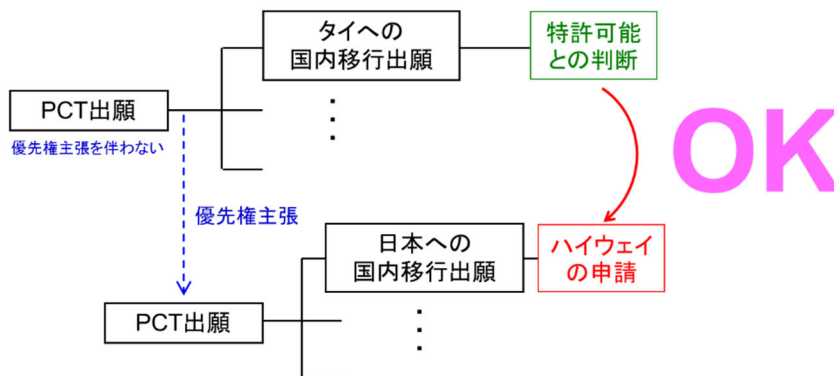 タイへの
国内移行出願
特許可能
との判断
PCT出願
優先権主張を伴わない
OK
優先権主張
日本への
国内移行出願
ハイウェイ
の申請
PCT出願